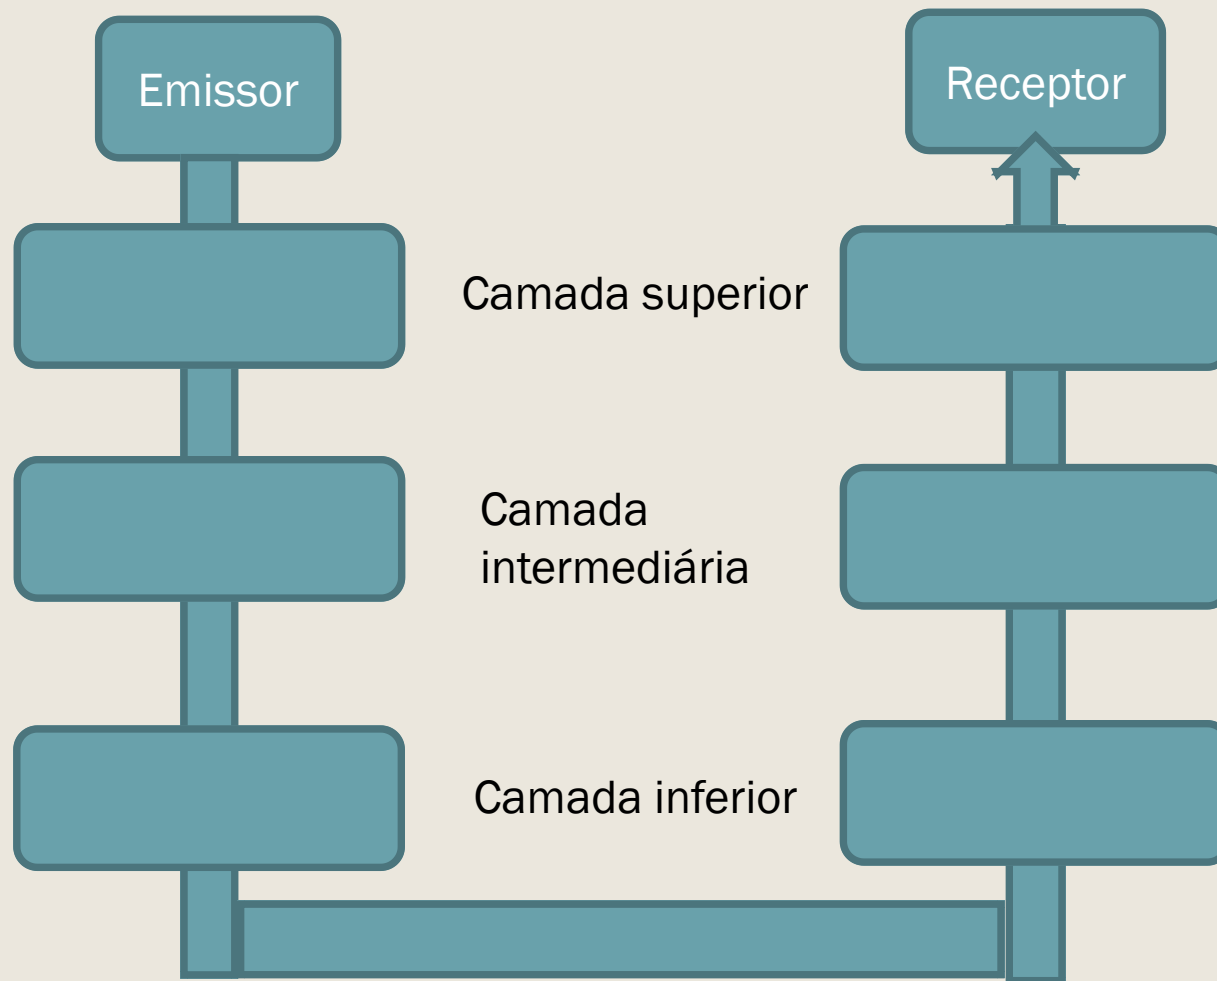 Emissor
Receptor
Camada superior
Camada
intermediária
Camada inferior